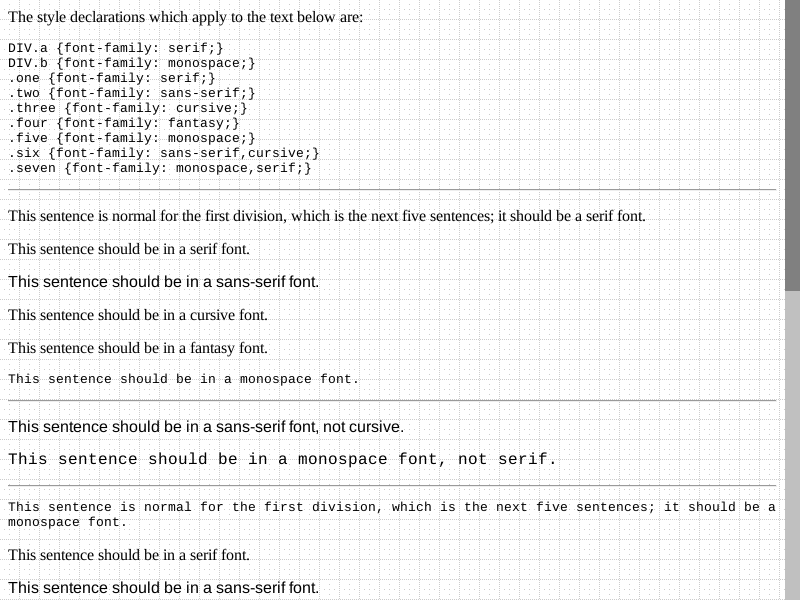 The style declarations which apply to the text below are:
DIV.a {font-family: serif;}
DIV.b {font-family: monospace;}
.one {font-family: serif;}
.two {font-family: sans-serif;}
.three {font-family: cursive;}
.four {font-family: fantasy;}
.five {font-family: monospace;}
.six {font-family: sans-serif,cursive;}
.seven {font-family: monospace,serif;}
This sentence is normal for the first division, which is the next five sentences; it should be a serif font.
This sentence should be in a serif font.
This sentence should be in a sans-serif font.
This sentence should be in a cursive font.
This sentence should be in a fantasy font.
This sentence should be in a monospace font.
This sentence should be in a sans-serif font, not cursive.
This sentence should be in a monospace font, not serif.
This sentence is normal for the first division, which is the next five sentences; it should be a
monospace font.
This sentence should be in a serif font.
This sentence should be in a sans-serif font.